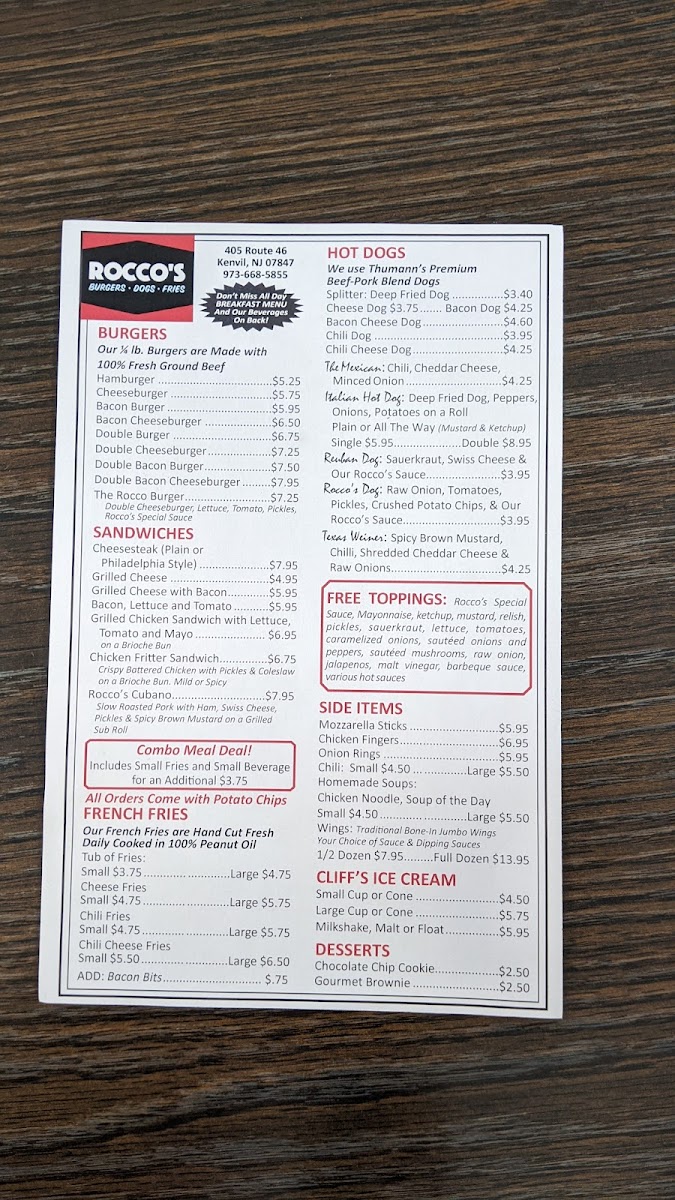 ROCCO'S
BURGERS • DOGS • FRIES
405 Route 46
Kenvil, NJ 07847
973-668-5855
Don't Miss All Day
BREAKFAST MENU
And Our Beverages
On Back!
BURGERS
Our ¼ lb. Burgers are Made with
100% Fresh Ground Beef
Hamburger ............................$5.25
Cheeseburger ........................$5.75
Bacon Burger .........................$5.95
Bacon Cheeseburger ................$6.50
Double Burger ........................$6.75
Double Cheeseburger................$7.25
Double Bacon Burger.................$7.50
Double Bacon Cheeseburger ........$7.95
The Rocco Burger.....................$7.25
Double Cheeseburger, Lettuce, Tomato, Pickles,
Rocco's Special Sauce
SANDWICHES
Cheesesteak (Plain or
Philadelphia Style) .................$7.95
Grilled Cheese ........................$4.95
Grilled Cheese with Bacon...........$5.95
Bacon, Lettuce and Tomato..........$5.95
Grilled Chicken Sandwich with Lettuce,
Tomato and Mayo .................. $6.95
on a Brioche Bun
Chicken Fritter Sandwich............$6.75
Crispy Battered Chicken with Pickles & Coleslaw
on a Brioche Bun. Mild or Spicy
Rocco's Cubano.......................$7.95
Slow Roasted Pork with Ham, Swiss Cheese,
Pickles & Spicy Brown Mustard on a Grilled
Sub Roll
Combo Meal Deal!
Includes Small Fries and Small Beverage
for an Additional $3.75
All Orders Come with Potato Chips
FRENCH FRIES
Our French Fries are Hand Cut Fresh
Daily Cooked in 100% Peanut Oil
Tub of Fries:
Small $3.75 .....................Large $4.75
Cheese Fries
Small $4.75......................Large $5.75
Chili Fries
Small $4.75 .....................Large $5.75
Chili Cheese Fries
Small $5.50 .....................Large $6.50
ADD: Bacon Bits........................ $.75
HOT DOGS
We use Thumann's Premium
Beef-Pork Blend Dogs
Splitter: Deep Fried Dog ..............$3.40
Cheese Dog $3.75....... Bacon Dog $4.25
Bacon Cheese Dog .....................$4.60
Chili Dog .................................$3.95
Chili Cheese Dog........................$4.25
The Mexican: Chili, Cheddar Cheese,
Minced Onion............................$4.25
Italian Hot Dog: Deep Fried Dog, Peppers,
Onions, Potatoes on a Roll
Plain or All The Way (Mustard & Ketchup)
Single $5.95..................Double $8.95
Reuban Dog: Sauerkraut, Swiss Cheese &
Our Rocco's Sauce......................$3.95
Rocco's Dog: Raw Onion, Tomatoes,
Pickles, Crushed Potato Chips, & Our
Rocco's Sauce............................$3.95
Texas Weiner: Spicy Brown Mustard,
Chilli, Shredded Cheddar Cheese &
Raw Onions...............................$4.25
FREE TOPPINGS: Rocco's Special
Sauce, Mayonnaise, ketchup, mustard, relish,
pickles, sauerkraut, lettuce, tomatoes,
caramelized onions, sautéed onions and
peppers, sautéed mushrooms, raw onion,
jalapenos, malt vinegar, barbeque sauce,
various hot sauces
SIDE ITEMS
Mozzarella Sticks .......................$5.95
Chicken Fingers..........................$6.95
Onion Rings ..............................$5.95
Chili: Small $4.50 .................Large $5.50
Homemade Soups:
Chicken Noodle, Soup of the Day
Small $4.50.........................Large $5.50
Wings: Traditional Bone-In Jumbo Wings
Your Choice of Sauce & Dipping Sauces
1/2 Dozen $7.95.........Full Dozen $13.95
CLIFF'S ICE CREAM
Small Cup or Cone ......................$4.50
Large Cup or Cone ......................$5.75
Milkshake, Malt or Float...............$5.95
DESSERTS
Chocolate Chip Cookie..................$2.50
Gourmet Brownie .......................$2.50